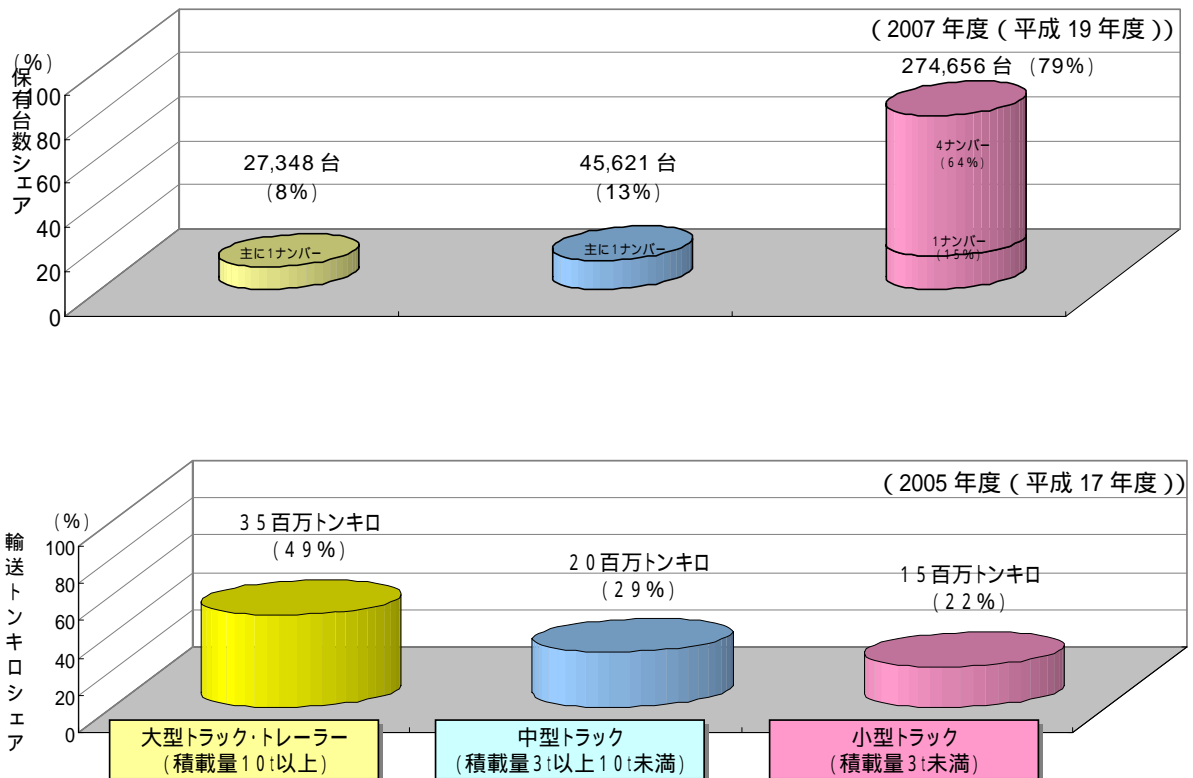 (2007年度(平成19年度))
(%)
保有台数シェア
100
80
60
40
20
0
27,348台
(8%)
主に1ナンバー
45,621台
(13%)
主に1ナンバー
274,656台 (79%)
4ナンバー
(64%)
1ナンバー
(15%)
(2005年度(平成17年度))
(%)
輸送トンキロシェア
100
80
60
40
20
0
35百万トンキロ
(49%)
20百万トンキロ
(29%)
15百万トンキロ
(22%)
大型トラック・トレーラー
(積載量10t以上)
中型トラック
(積載量3t以上10t未満)
小型トラック
(積載量3t未満)